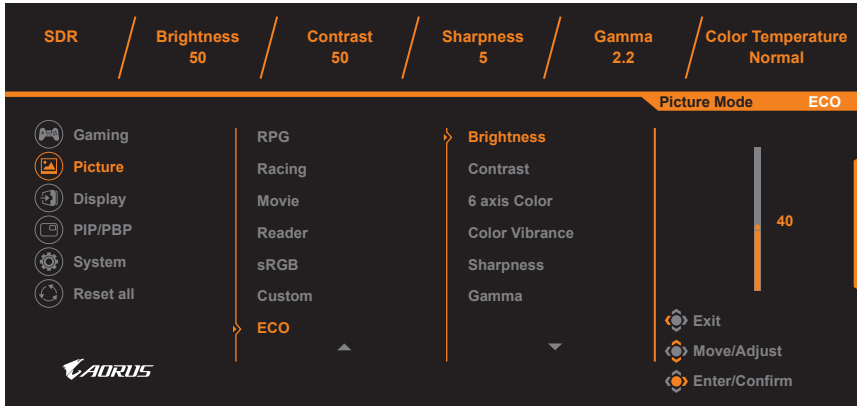 SDR
Brightness
50
Contrast
50
Sharpness
5
Gamma
2.2
Color Temperature
Normal
Picture Mode ECO
Gaming
Picture
Display
PIP/PBP
System
Reset all
RPG
Racing
Movie
Reader
sRGB
Custom
ECO
Brightness
Contrast
6 axis Color
Color Vibrance
Sharpness
Gamma
40
Exit
Move/Adjust
Enter/Confirm
AORUS